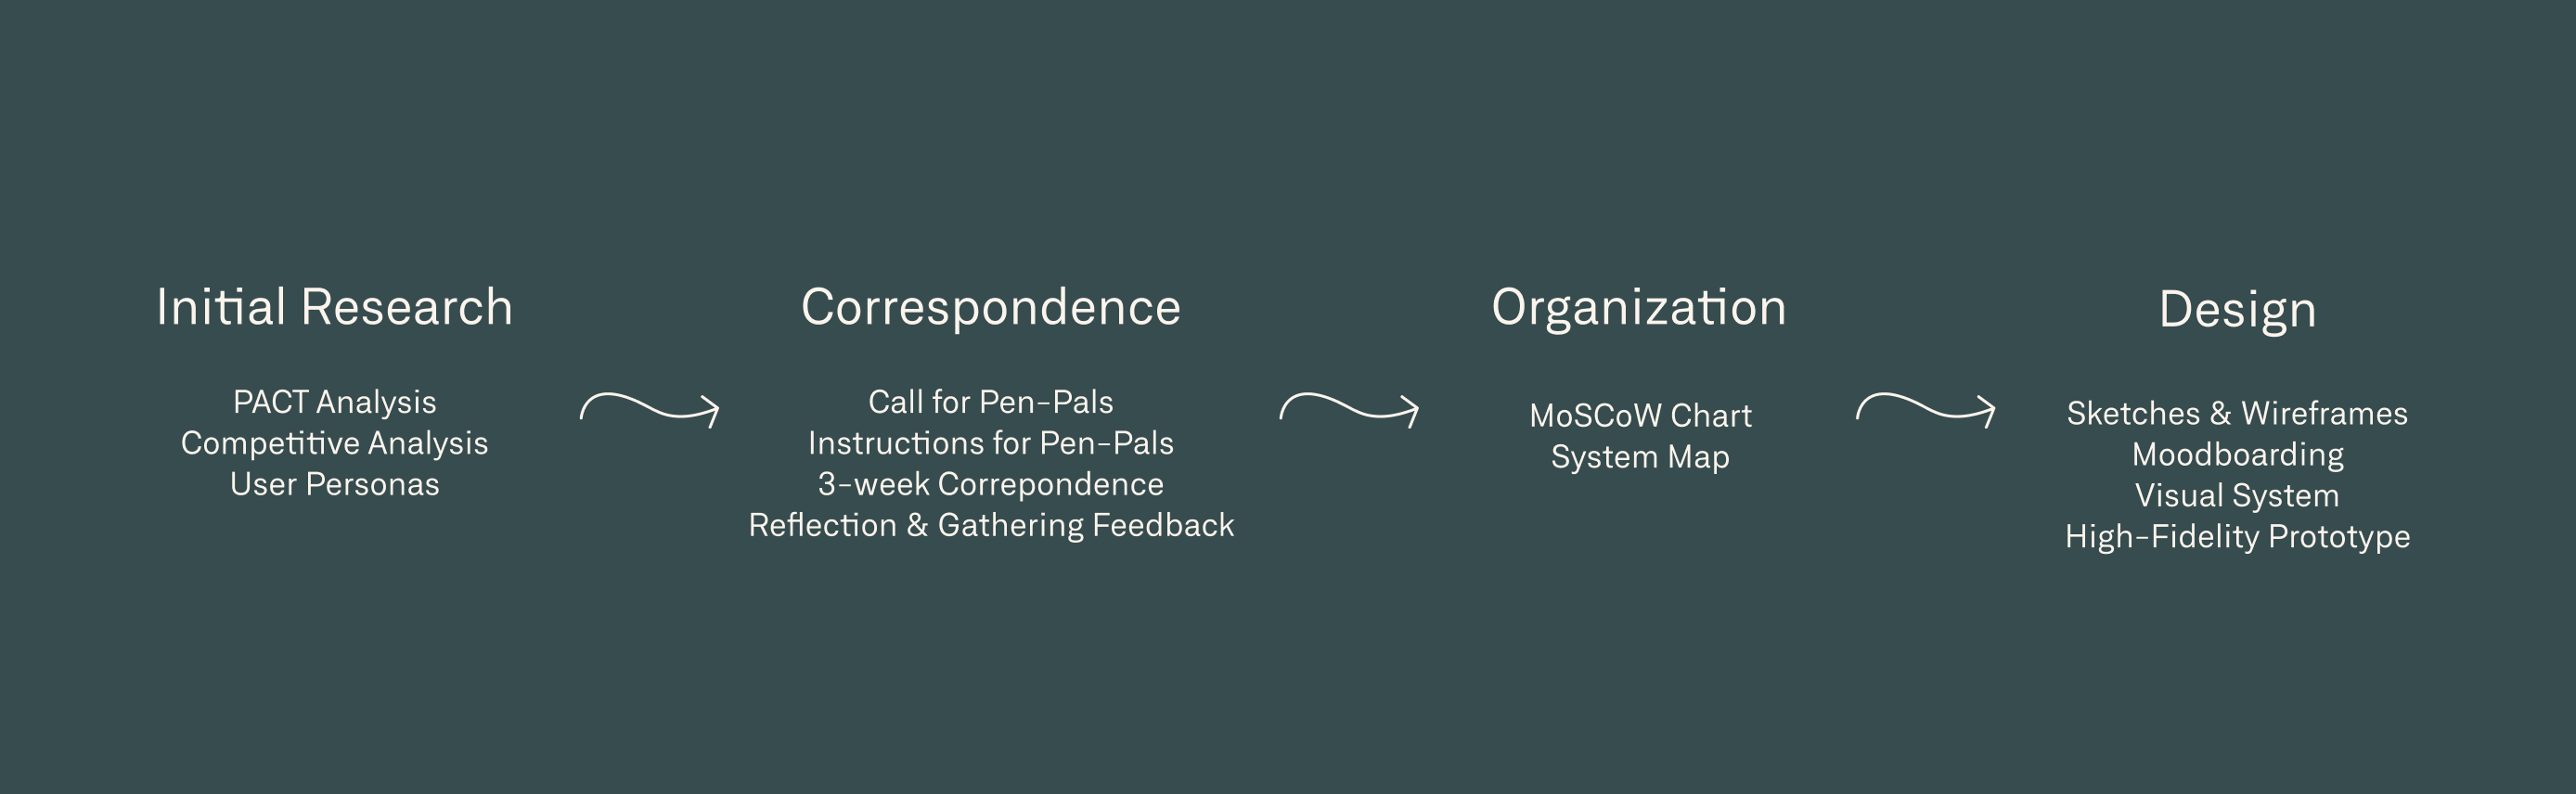 Initial Research
PACT Analysis
Competitive Analysis
User Personas
Correspondence
Call for Pen-Pals
Instructions for Pen-Pals
3-week Correpondence
Reflection & Gathering Feedback
Organization
MoSCoW Chart
System Map
Design
Sketches & Wireframes
Moodboarding
Visual System
High-Fidelity Prototype